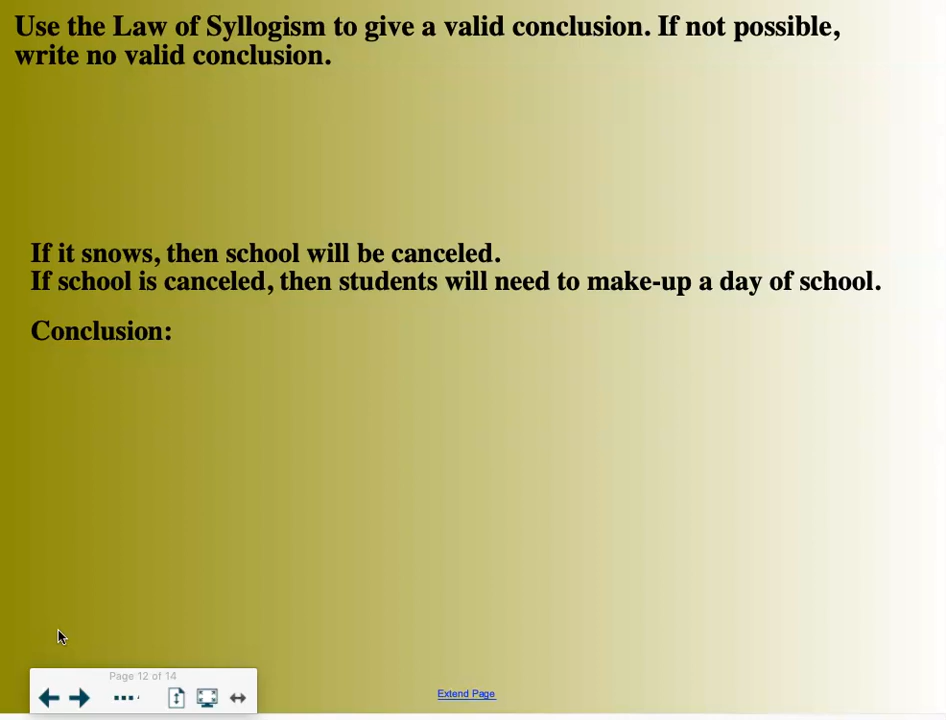 Use the Law of Syllogism to give a valid conclusion. If not possible,
write no valid conclusion.
If it snows, then school will be canceled.
If school is canceled, then students will need to make-up a day of school.
Conclusion:
Page 12 of 14
Extend Page